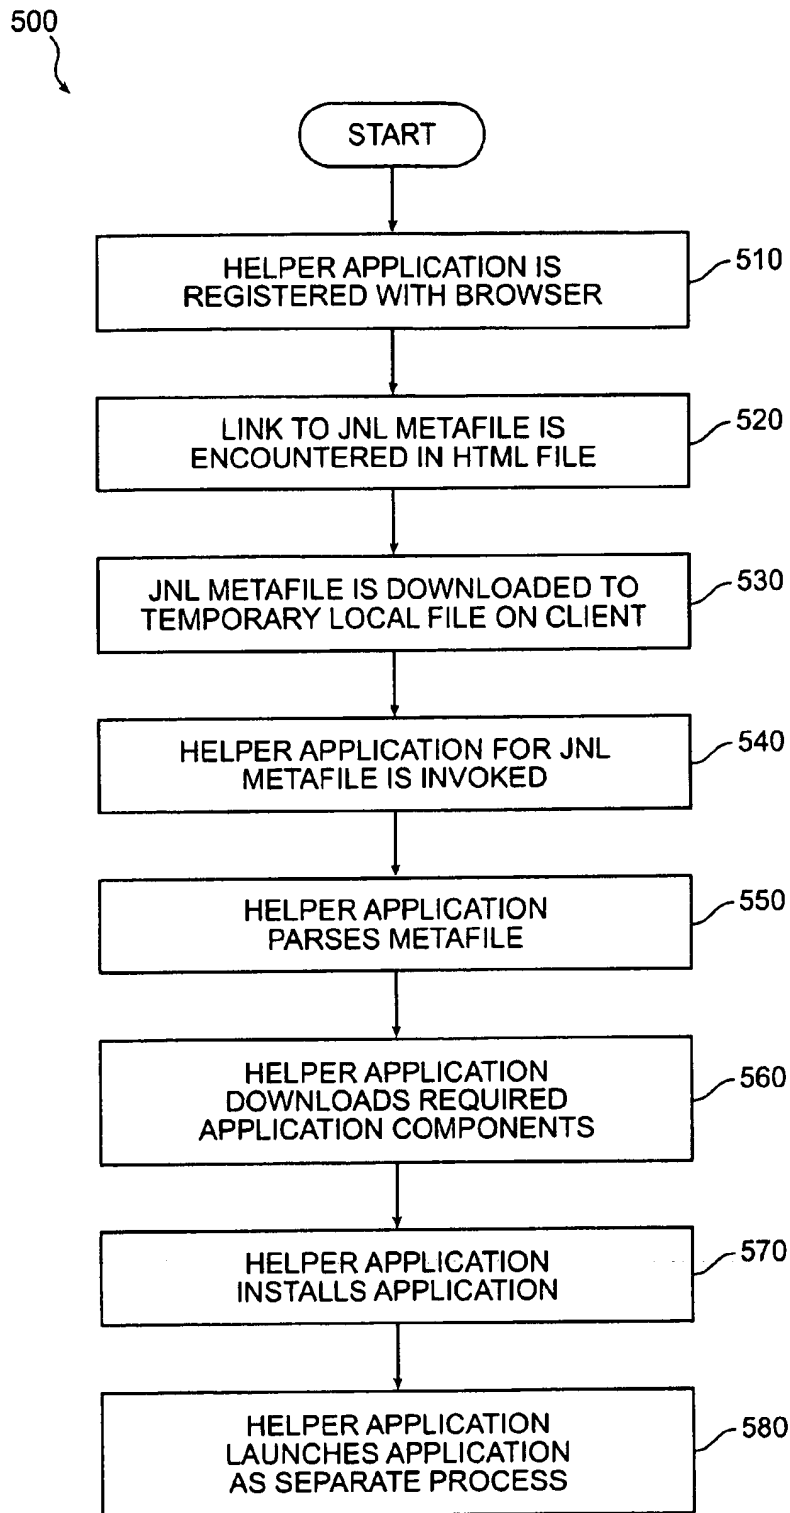 500
START
HELPER APPLICATION IS
REGISTERED WITH BROWSER
510
LINK TO JNL METAFILE IS
ENCOUNTERED IN HTML FILE
520
JNL METAFILE IS DOWNLOADED TO
TEMPORARY LOCAL FILE ON CLIENT
530
HELPER APPLICATION FOR JNL
METAFILE IS INVOKED
540
HELPER APPLICATION
PARSES METAFILE
550
HELPER APPLICATION
DOWNLOADS REQUIRED
APPLICATION COMPONENTS
560
HELPER APPLICATION
INSTALLS APPLICATION
570
HELPER APPLICATION
LAUNCHES APPLICATION
AS SEPARATE PROCESS
580